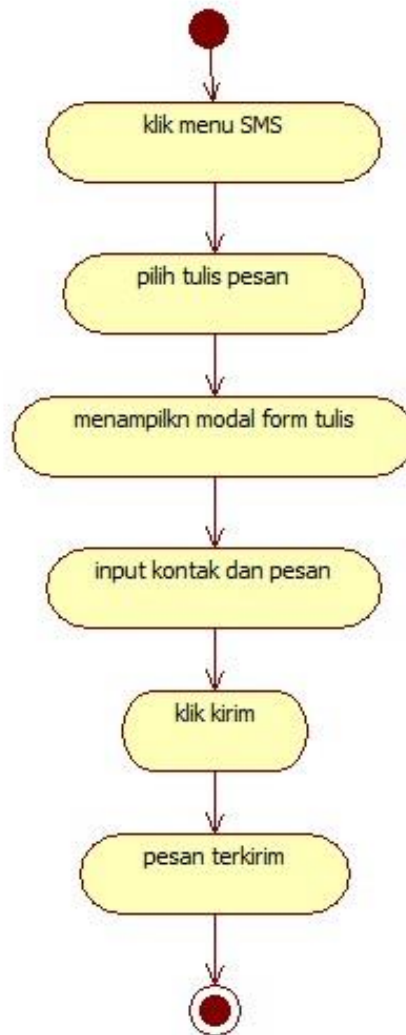 klik menu SMS
pilih tulis pesan
menampilkn modal form tulis
input kontak dan pesan
klik kirim
pesan terkirim